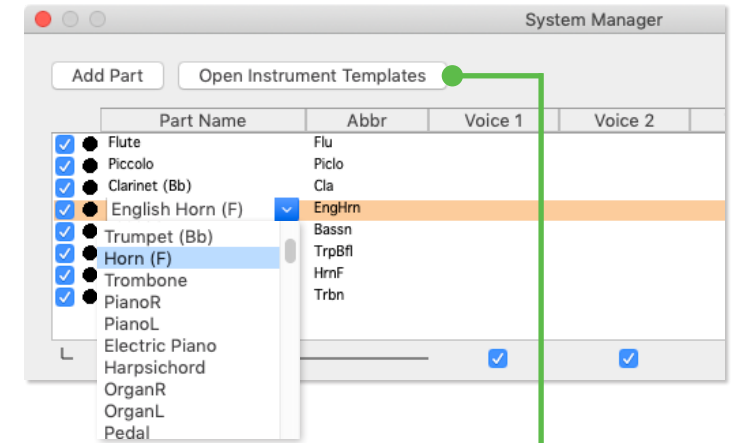 System Manager
Add Part Open Instrument Templates
Part Name Abbr Voice 1 Voice 2
Flute Flu
Piccolo Piclo
Clarinet (Bb) Cla
English Horn (F) EngHrn
Bassn
Trumpet (Bb)
TrpBfl
Horn (F)
HrnF
Trombone
Trbn
PianoR
PianoL
Electric Piano
Harpsichord
OrganR
OrganL
Pedal